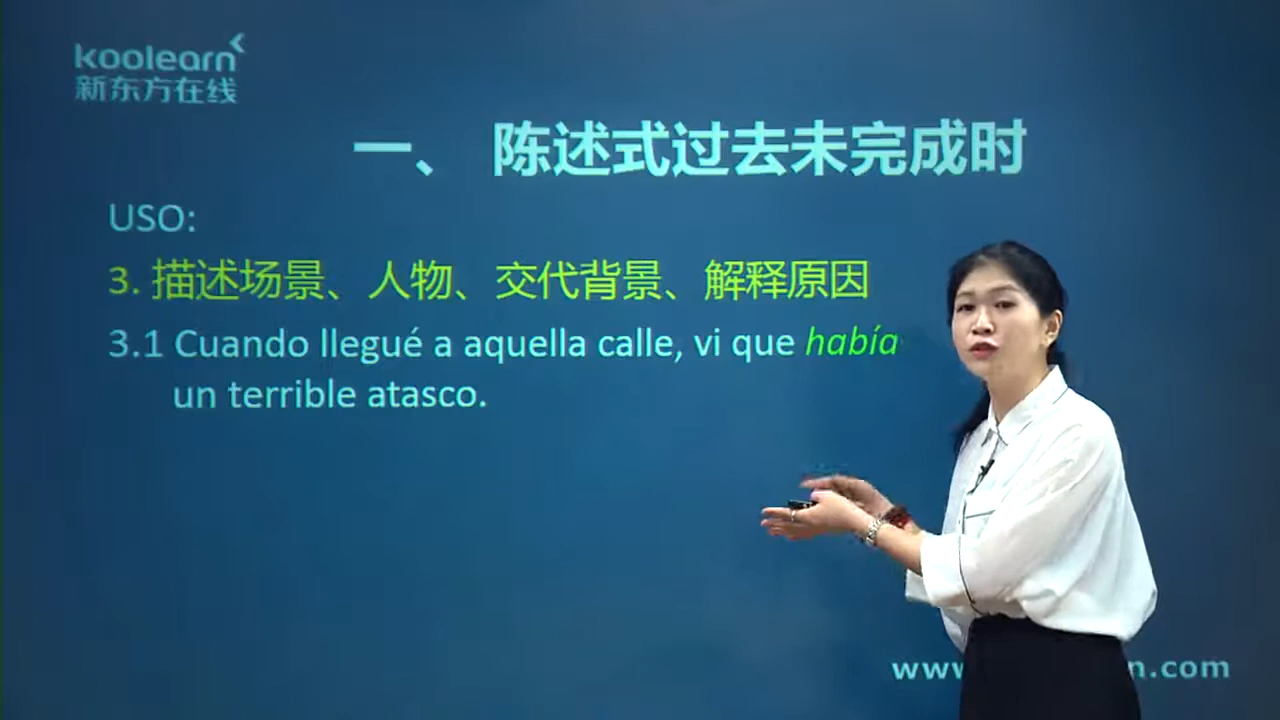 koolearn
新东方在线
一、 陈述式过去未完成时
USO:
3. 描述场景、人物、交代背景、解释原因
3.1 Cuando llegué a aquella calle, vi que había
un terrible atasco.